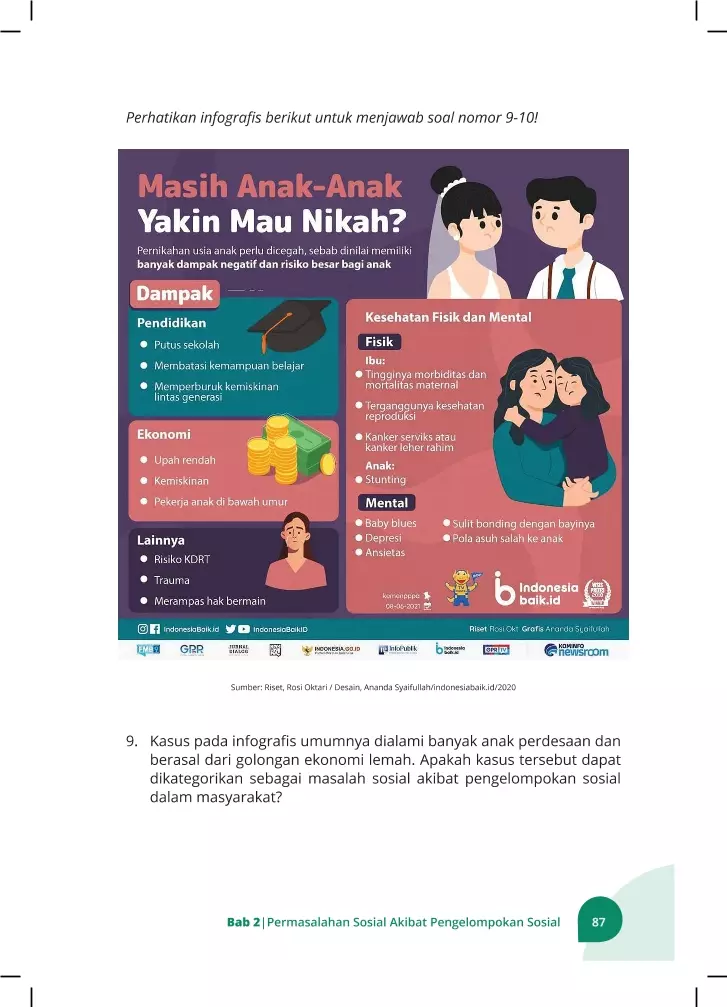 Perhatikan infografis berikut untuk menjawab soal nomor 9-10!
Masih Anak-Anak
Yakin Mau Nikah?
Pernikahan usia anak perlu dicegah, sebab dinilai memiliki
banyak dampak negatif dan risiko besar bagi anak
Dampak
Pendidikan
Putus sekolah
Membatasi kemampuan belajar
Memperburuk kemiskinan
lintas generasi
Ekonomi
Upah rendah
Kemiskinan
Pekerja anak di bawah umur
Lainnya
Risiko KDRT
Trauma
Merampas hak bermain
Kesehatan Fisik dan Mental
Fisik
Ibu:
Tingginya morbiditas dan
mortalitas maternal
Terganggunya kesehatan
reproduksi
Kanker serviks atau
kanker leher rahim
Anak:
Stunting
Mental
Baby blues
Depresi
Ansietas
Sulit bonding dengan bayinya
Pola asuh salah ke anak
kemenpppa
08-06-2021
Indonesia
baik.id
IndonesiaBaik.id
IndonesiaBaikID
Riset Rosi Okt Grafis Ananda Syaifullah
FMB9
GPR
JURNAL
DIALOG
INDONESIA.GO.ID
InfoPublik
Indonesia
baik.id
GPRTV
KOMINFO
newsroom
Sumber: Riset, Rosi Oktari / Desain, Ananda Syaifullah/indonesiabaik.id/2020
9. Kasus pada infografis umumnya dialami banyak anak perdesaan dan
berasal dari golongan ekonomi lemah. Apakah kasus tersebut dapat
dikategorikan sebagai masalah sosial akibat pengelompokan sosial
dalam masyarakat?
Bab 2|Permasalahan Sosial Akibat Pengelompokan Sosial 87